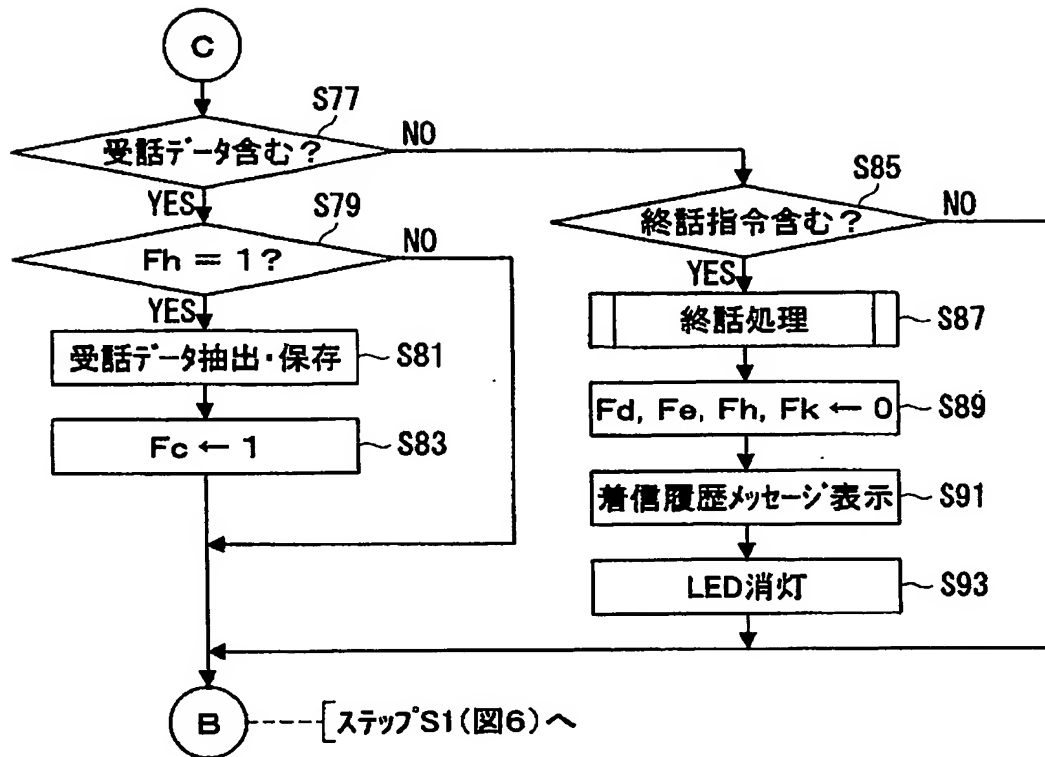 C
S77
受話データ含む?
NO
YES
S79
Fh = 1?
NO
YES
受話データ抽出・保存
S81
Fc ← 1
S83
S85
終話指令含む?
NO
YES
終話処理
S87
Fd, Fe, Fh, Fk ← 0
S89
着信履歴メッセージ表示
S91
LED消灯
S93
B
ステップS1(図6)へ